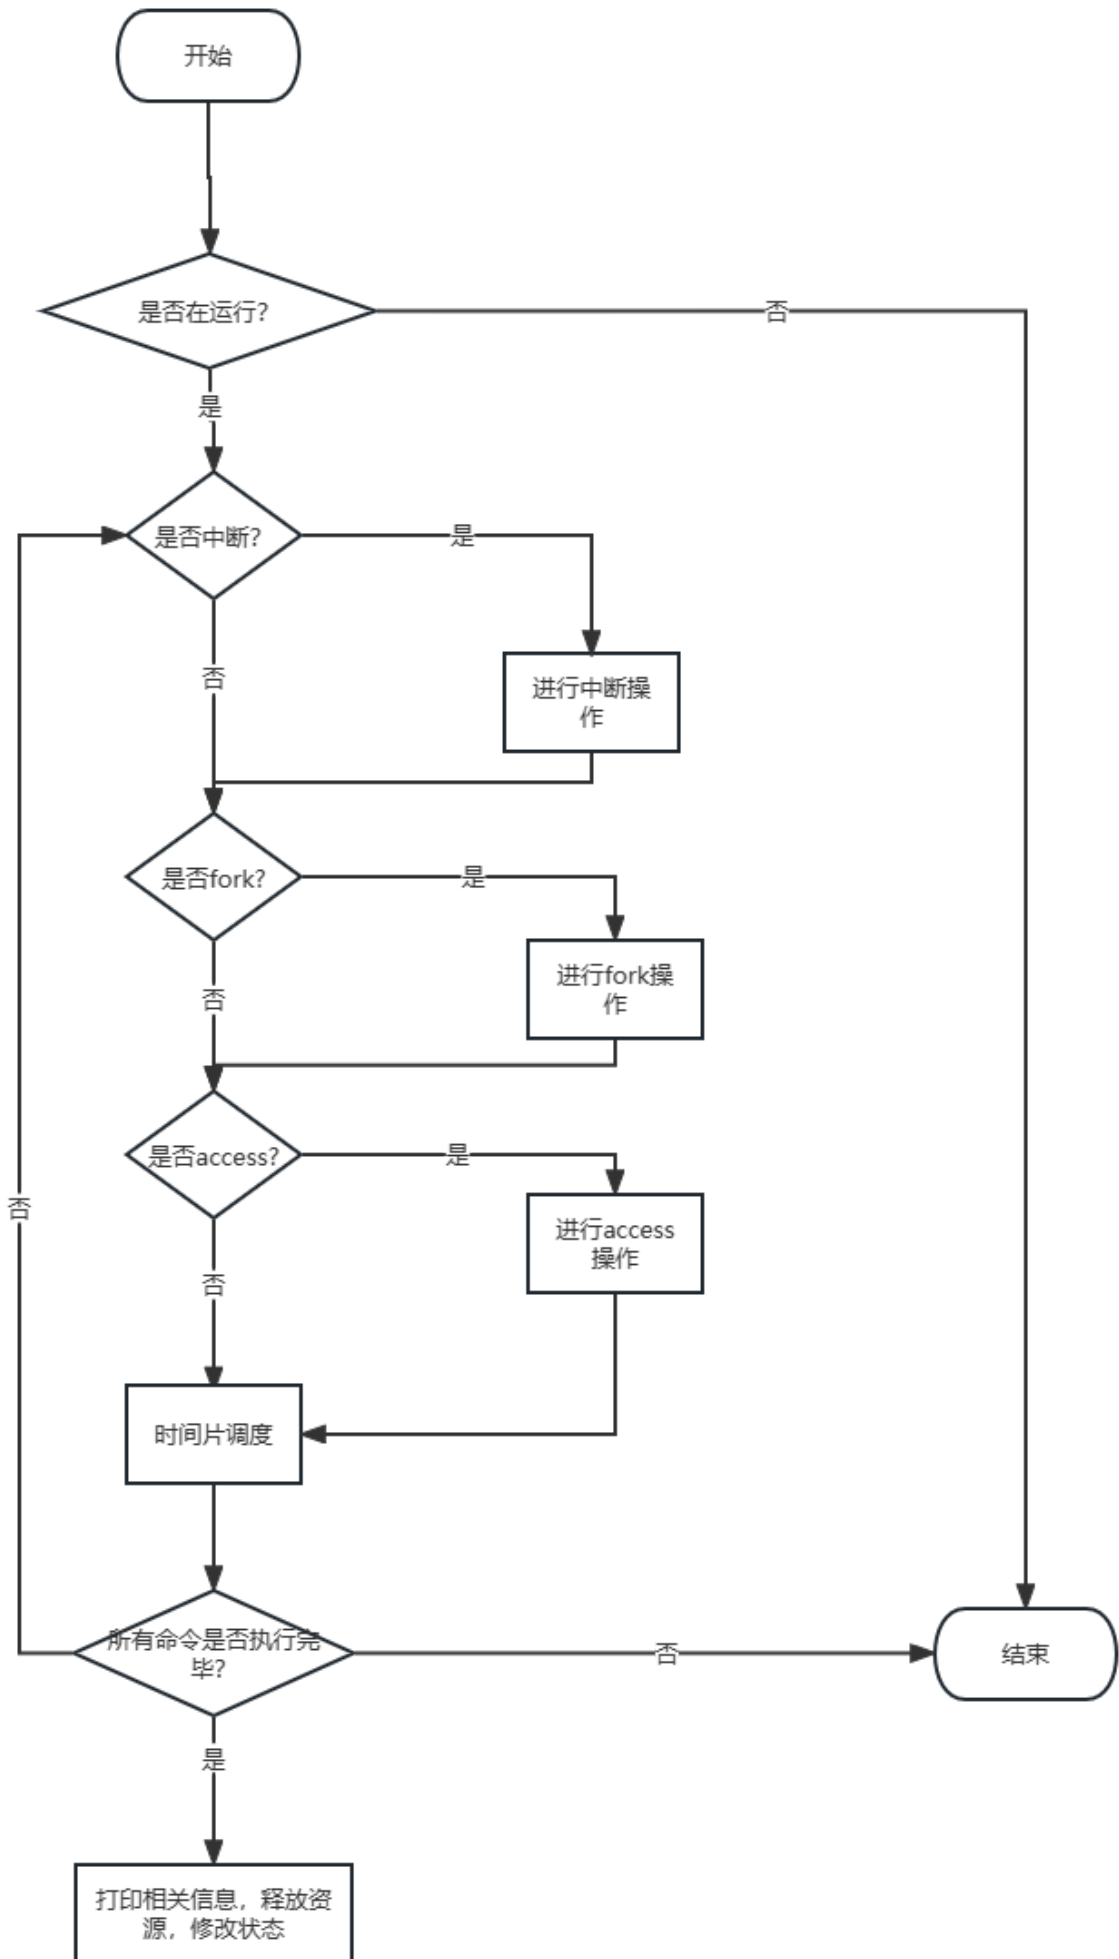 开始
是否在运行?
否
是
是否中断?
是
否
进行中断操
作
是否fork?
是
否
进行fork操
作
是否access?
是
否
进行access
操作
否
时间片调度
所有命令是否执行完
毕?
否
结束
是
打印相关信息，释放资
源，修改状态